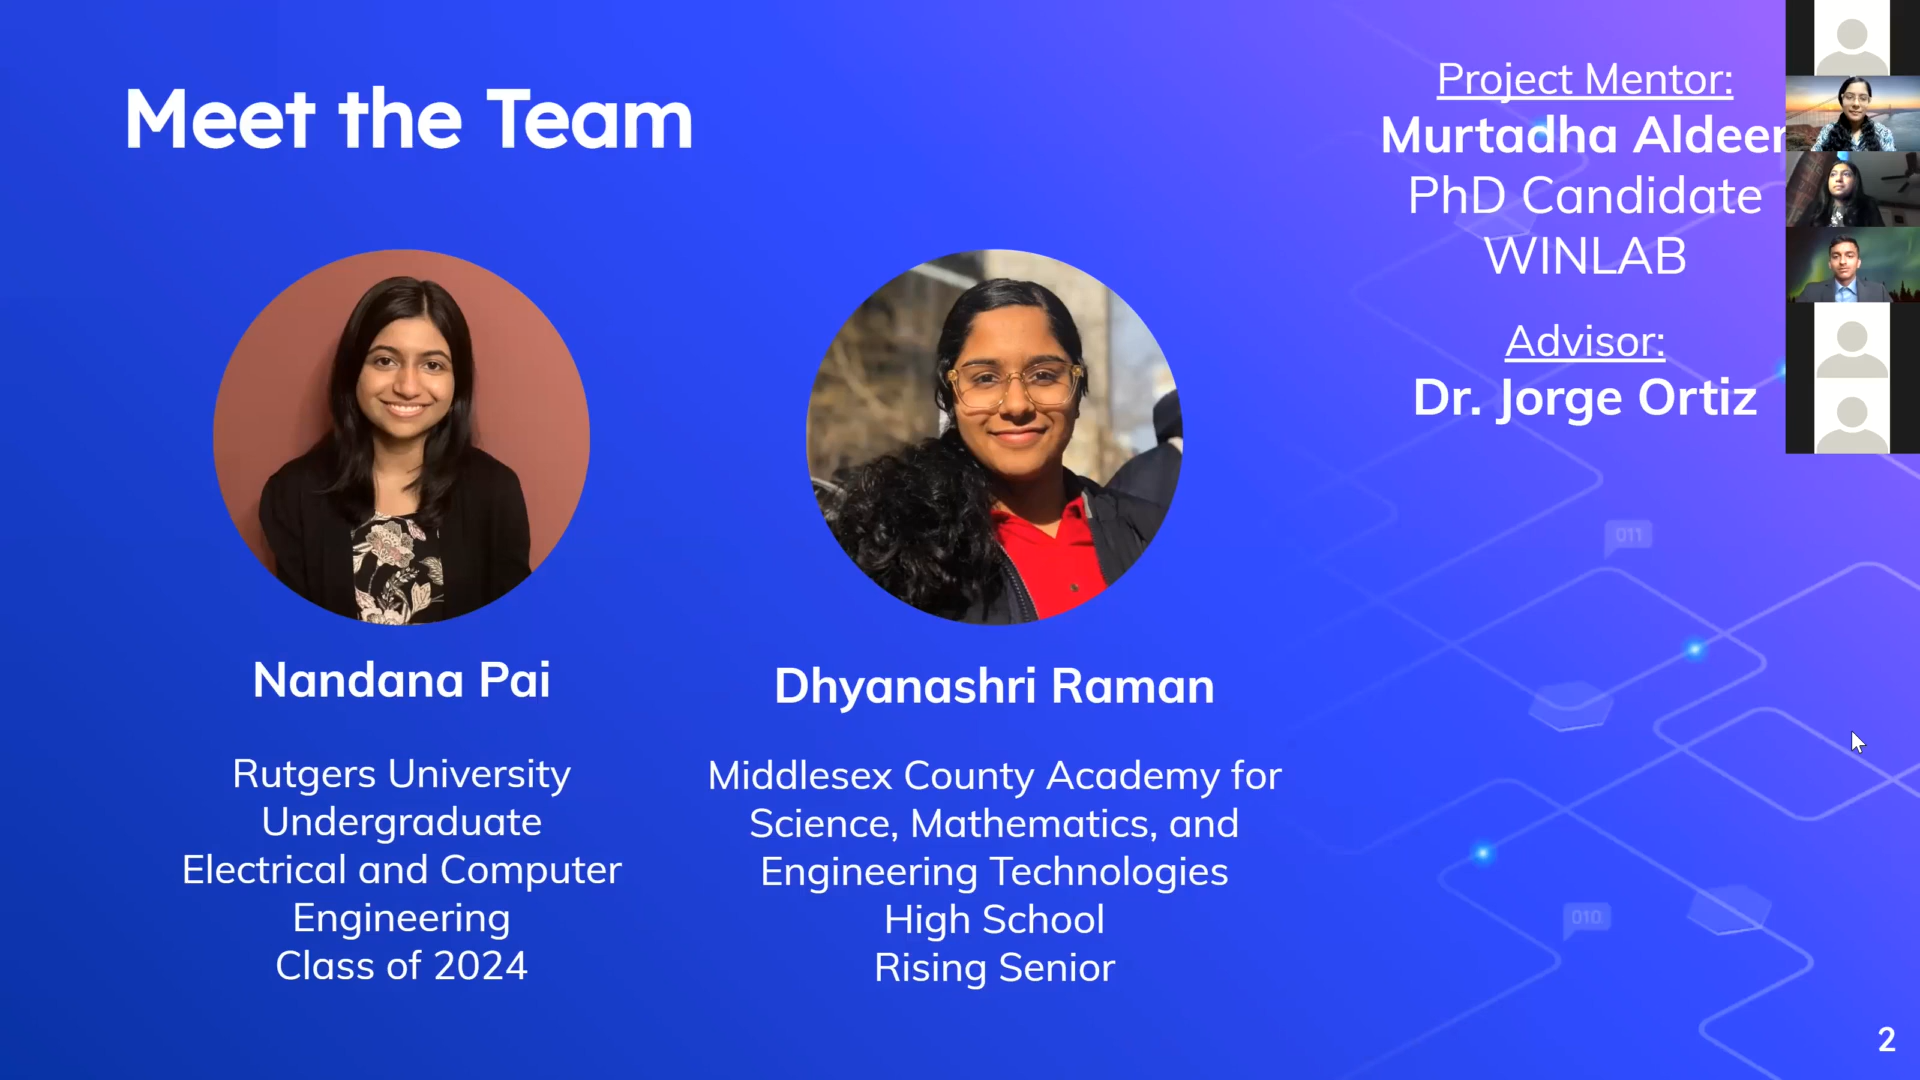 Meet the Team
Project Mentor:
Murtadha Aldeer
PhD Candidate
WINLAB
Advisor:
Dr. Jorge Ortiz
Nandana Pai
Rutgers University
Undergraduate
Electrical and Computer
Engineering
Class of 2024
Dhyanashri Raman
Middlesex County Academy for
Science, Mathematics, and
Engineering Technologies
High School
Rising Senior
011
010
2